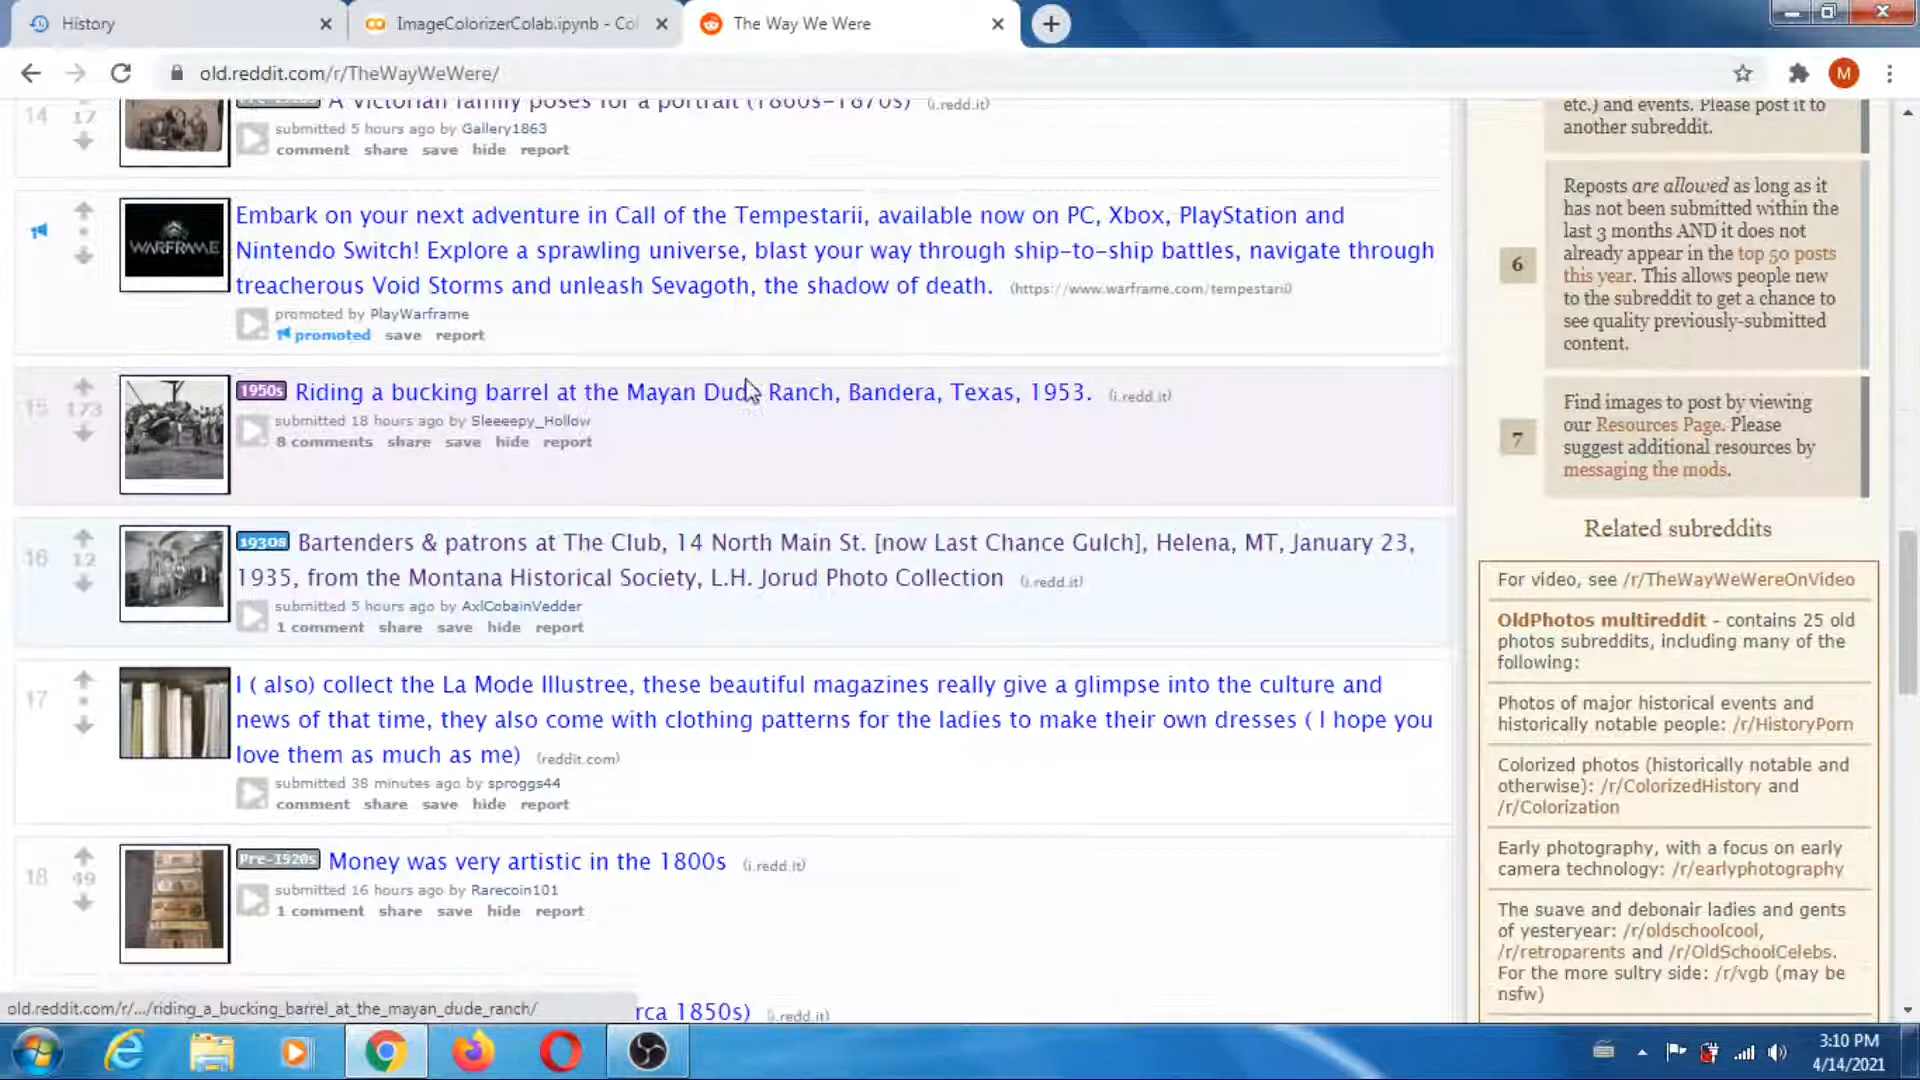 History
ImageColorizerColab.ipynb - Col
The Way We Were
old.reddit.com/r/TheWayWeWere/
M
14
17
A Victorian family poses for a portrait (1860s-1870s) (i.redd.it)
submitted 5 hours ago by Gallery1863
comment share save hide report
WARFRAME
Embark on your next adventure in Call of the Tempestarii, available now on PC, Xbox, PlayStation and
Nintendo Switch! Explore a sprawling universe, blast your way through ship-to-ship battles, navigate through
treacherous Void Storms and unleash Sevagoth, the shadow of death. (https://www.warframe.com/tempestarii)
promoted by PlayWarframe
promoted save report
15
173
1950s Riding a bucking barrel at the Mayan Dude Ranch, Bandera, Texas, 1953. (i.redd.it)
submitted 18 hours ago by Sleeeepy_Hollow
8 comments share save hide report
16
12
1930s Bartenders & patrons at The Club, 14 North Main St. [now Last Chance Gulch], Helena, MT, January 23,
1935, from the Montana Historical Society, L.H. Jorud Photo Collection (i.redd.it)
submitted 5 hours ago by AxlCobainVedder
1 comment share save hide report
17
I ( also) collect the La Mode Illustree, these beautiful magazines really give a glimpse into the culture and
news of that time, they also come with clothing patterns for the ladies to make their own dresses ( I hope you
love them as much as me) (reddit.com)
submitted 38 minutes ago by sproggs44
comment share save hide report
18
49
Pre-1920s Money was very artistic in the 1800s (i.redd.it)
submitted 16 hours ago by Rarecoin101
1 comment share save hide report
rca 1850s) (i.redd.it)
old.reddit.com/r/.../riding_a_bucking_barrel_at_the_mayan_dude_ranch/
etc.) and events. Please post it to
another subreddit.
6
Reposts are allowed as long as it
has not been submitted within the
last 3 months AND it does not
already appear in the top 50 posts
this year. This allows people new
to the subreddit to get a chance to
see quality previously-submitted
content.
7
Find images to post by viewing
our Resources Page. Please
suggest additional resources by
messaging the mods.
Related subreddits
For video, see /r/TheWayWeWereOnVideo
OldPhotos multireddit - contains 25 old
photos subreddits, including many of the
following:
Photos of major historical events and
historically notable people: /r/HistoryPorn
Colorized photos (historically notable and
otherwise): /r/ColorizedHistory and
/r/Colorization
Early photography, with a focus on early
camera technology: /r/earlyphotography
The suave and debonair ladies and gents
of yesteryear: /r/oldschoolcool,
/r/retroparents and /r/OldSchoolCelebs.
For the more sultry side: /r/vgb (may be
nsfw)
3:10 PM
4/14/2021